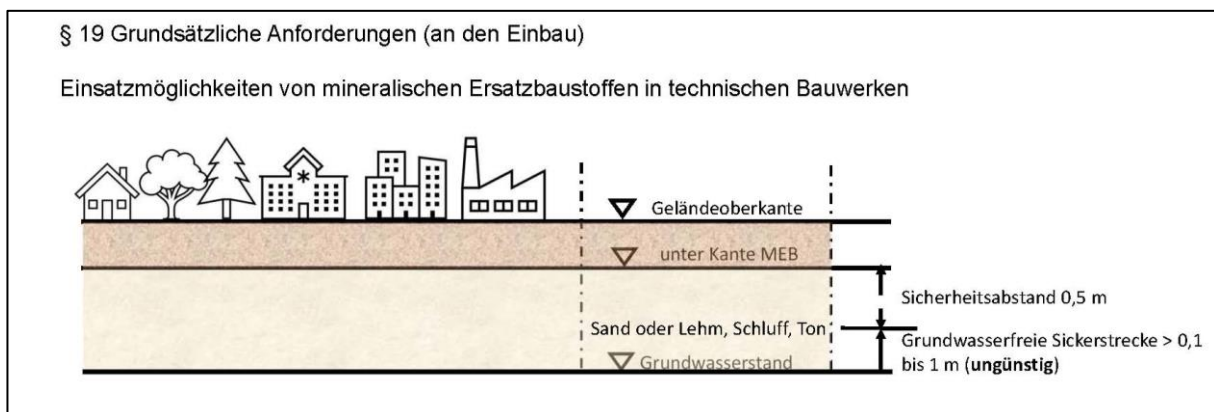 § 19 Grundsätzliche Anforderungen (an den Einbau)
Einsatzmöglichkeiten von mineralischen Ersatzbaustoffen in technischen Bauwerken
Geländeoberkante
unter Kante MEB
Sicherheitsabstand 0,5 m
Sand oder Lehm, Schluff, Ton
Grundwasserfreie Sickerstrecke > 0,1
bis 1 m (ungünstig)
Grundwasserstand